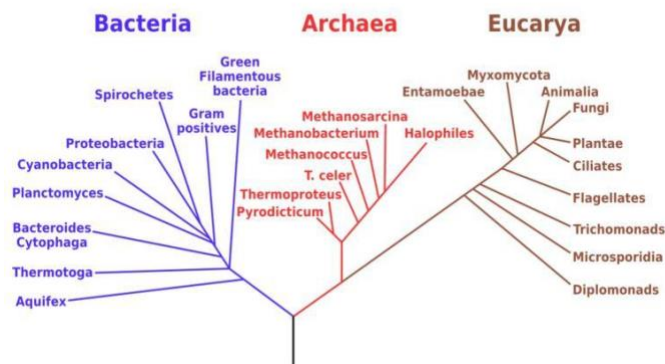 Bacteria
Archaea
Eucarya
Green
Filamentous
bacteria
Spirochetes
Gram
positives
Proteobacteria
Cyanobacteria
Planctomyces
Bacteroides
Cytophaga
Thermotoga
Aquifex
Methanosarcina
Methanobacterium
Halophiles
Methanococcus
T. celer
Thermoproteus
Pyrodicticum
Myxomycota
Entamoebae
Animalia
Fungi
Plantae
Ciliates
Flagellates
Trichomonads
Microsporidia
Diplomonads